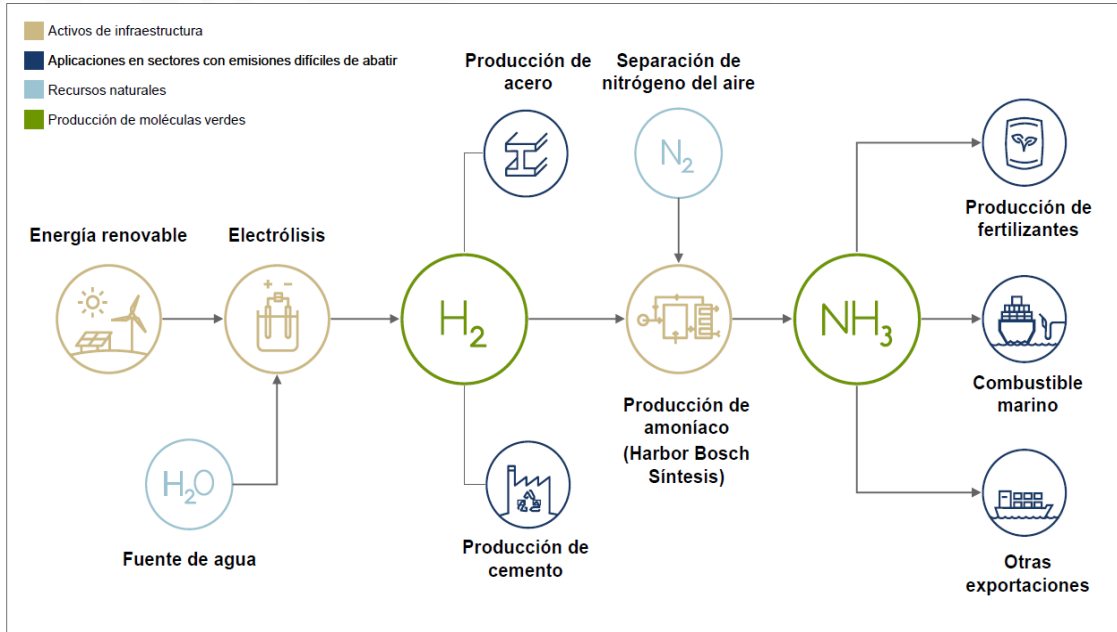 Activos de infraestructura
Aplicaciones en sectores con emisiones difíciles de abatir
Recursos naturales
Producción de moléculas verdes
Producción de
acero
Separación de
nitrógeno del aire
N2
Producción de
fertilizantes
Energía renovable
Electrólisis
+ -
H2
NH3
Combustible
marino
Producción de
amoníaco
(Harbor Bosch
Síntesis)
H2O
Fuente de agua
Producción de
cemento
Otras
exportaciones